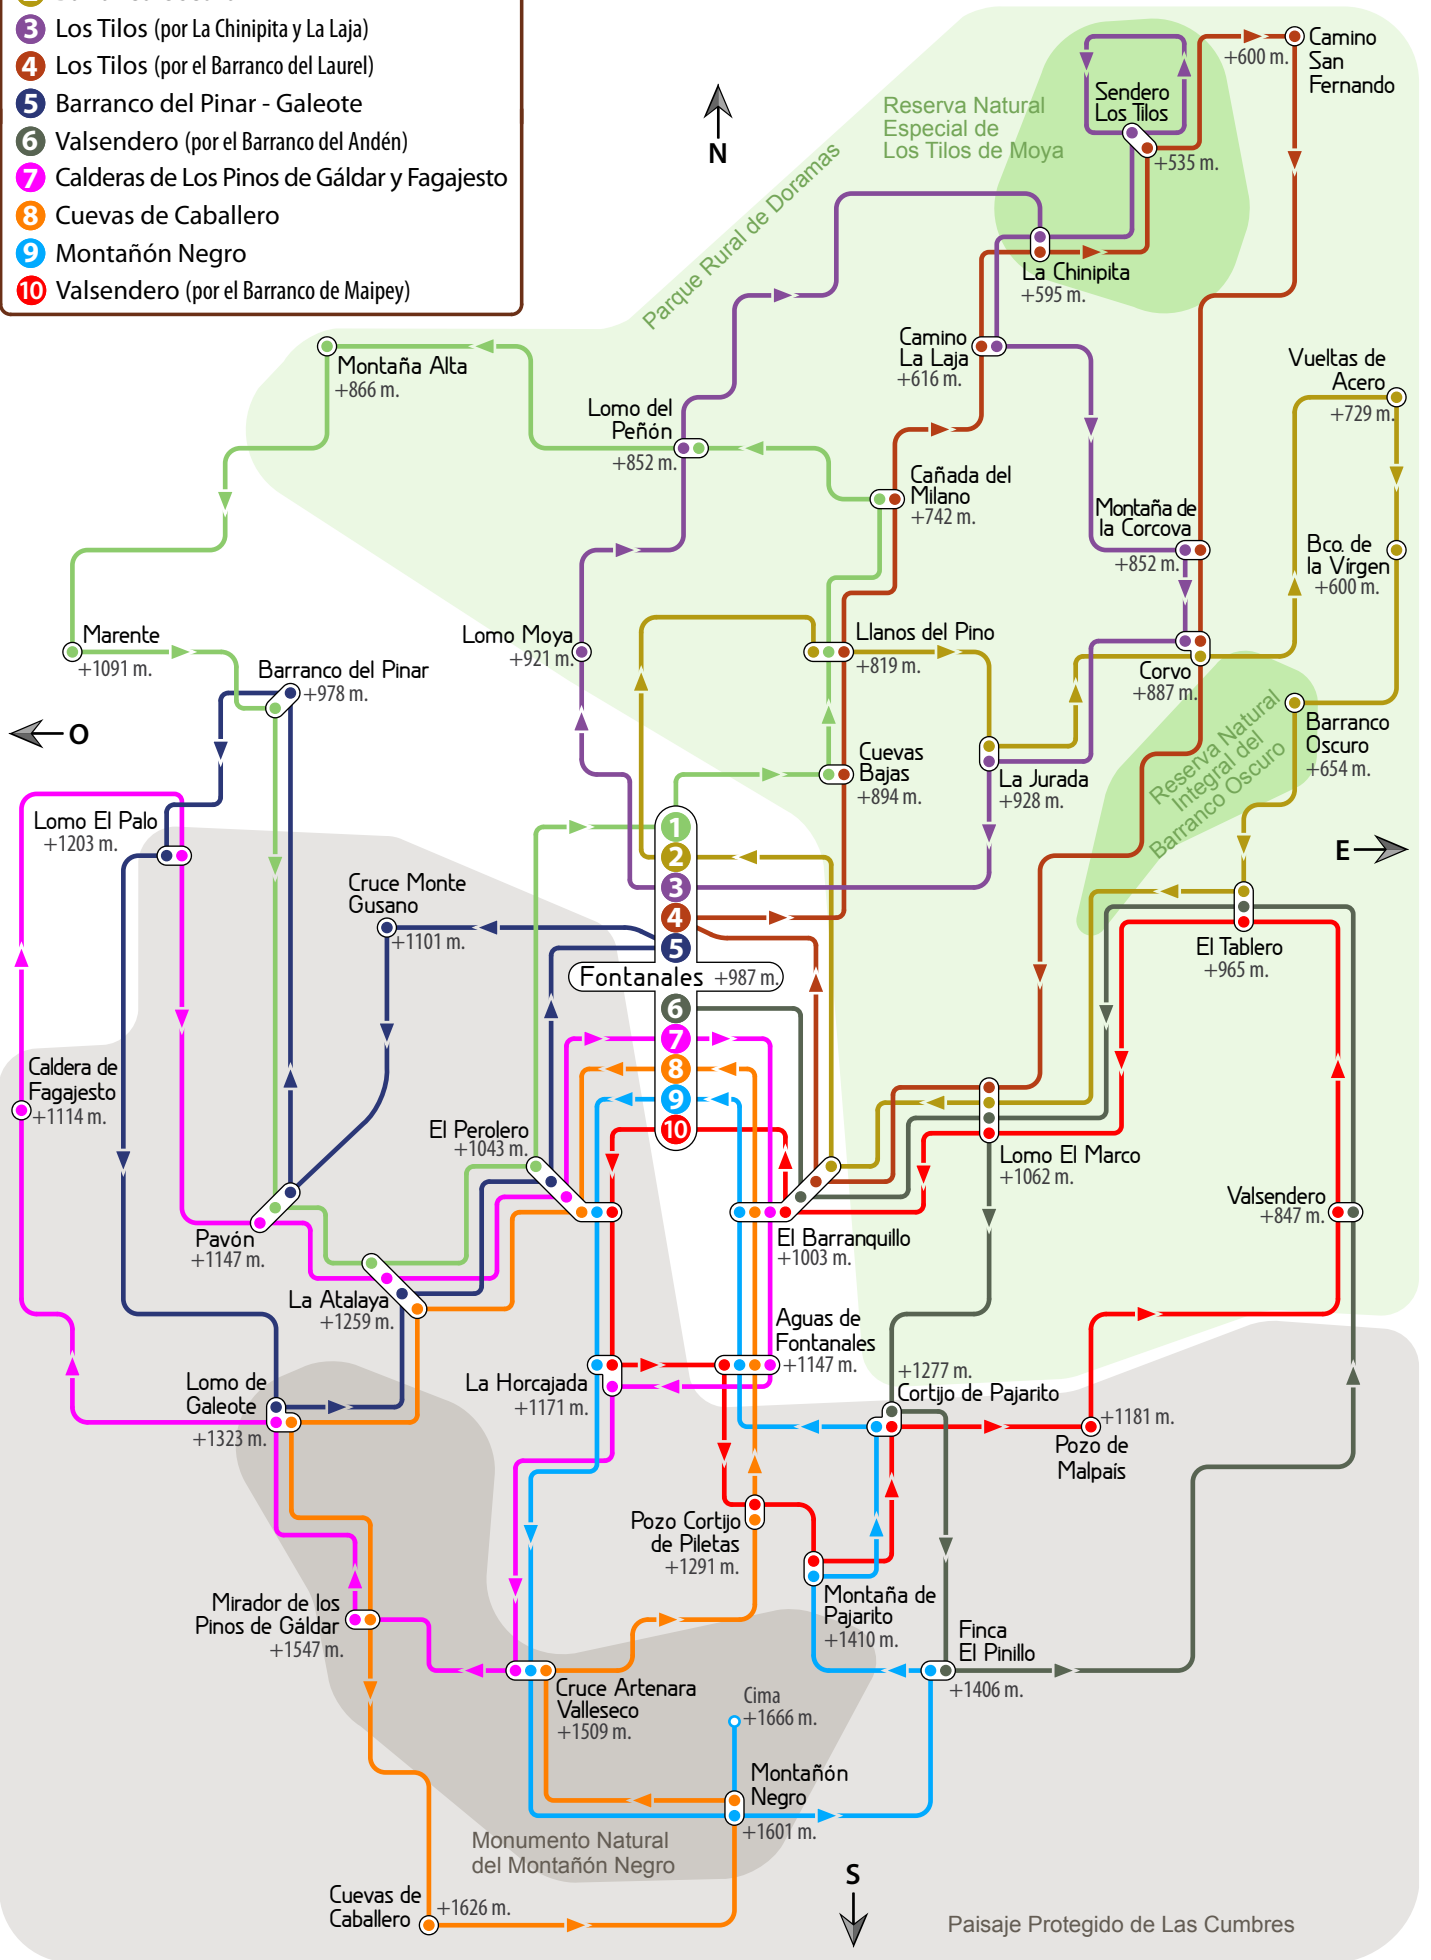 3 Los Tilos (por La Chinipita y La Laja)
4 Los Tilos (por el Barranco del Laurel)
5 Barranco del Pinar - Galeote
6 Valsendero (por el Barranco del Andén)
7 Calderas de Los Pinos de Gáldar y Fagajesto
8 Cuevas de Caballero
9 Montañón Negro
10 Valsendero (por el Barranco de Maipey)
N
Parque Rural de Doramas
Reserva Natural
Especial de
Los Tilos de Moya
Sendero
Los Tilos
+535 m.
+600 m.
Camino
San
Fernando
La Chinipita
+595 m.
Camino
La Laja
+616 m.
Montaña Alta
+866 m.
Lomo del
Peñón
+852 m.
Vueltas de
Acero
+729 m.
Cañada del
Milano
+742 m.
Montaña de
la Corcova
+852 m.
Bco. de
la Vírgen
+600 m.
Marente
+1091 m.
Barranco del Pinar
+978 m.
Lomo Moya
+921 m.
Llanos del Pino
+819 m.
Corvo
+887 m.
O
Cuevas
Bajas
+894 m.
La Jurada
+928 m.
Reserva Natural
Integral del
Barranco Oscuro
Barranco
Oscuro
+654 m.
Lomo El Palo
+1203 m.
E
Cruce Monte
Gusano
+1101 m.
1
2
3
4
5
Fontanales +987 m.
6
7
8
9
10
El Tablero
+965 m.
Caldera de
Fagajesto
+1114 m.
El Perolero
+1043 m.
Lomo El Marco
+1062 m.
Valsendero
+847 m.
Pavón
+1147 m.
El Barranquillo
+1003 m.
La Atalaya
+1259 m.
Aguas de
Fontanales
+1147 m.
Lomo de
Galeote
+1323 m.
La Horcajada
+1171 m.
+1277 m.
Cortijo de Pajarito
+1181 m.
Pozo de
Malpaís
Pozo Cortijo
de Piletas
+1291 m.
Mirador de los
Pinos de Gáldar
+1547 m.
Montaña de
Pajarito
+1410 m.
Finca
El Pinillo
+1406 m.
Cruce Artenara
Valleseco
+1509 m.
Cima
+1666 m.
Montañón
Negro
+1601 m.
Monumento Natural
del Montañón Negro
Cuevas de
Caballero
+1626 m.
S
Paisaje Protegido de Las Cumbres